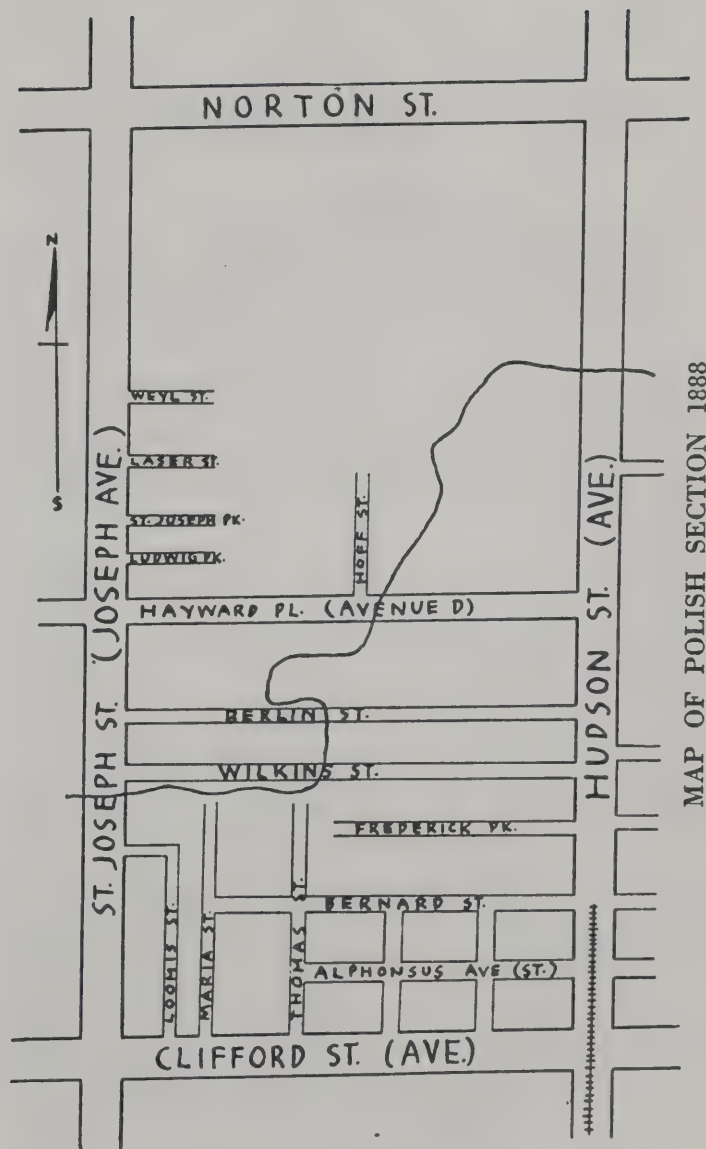 NORTON ST.
N
S
WEYL ST.
LASER ST.
ST. JOSEPH PK.
LUDWIG PK.
HOFF ST.
HAYWARD PL. (AVENUE D)
BERLIN ST.
WILKINS ST.
FREDERICK PK.
BERNARD ST.
ALPHONSUS AVE (ST.)
LOOMIS ST.
MARIA ST.
THOMAS ST.
CLIFFORD ST. (AVE.)
ST. JOSEPH ST. (JOSEPH AVE.)
HUDSON ST. (AVE.)
MAP OF POLISH SECTION 1888